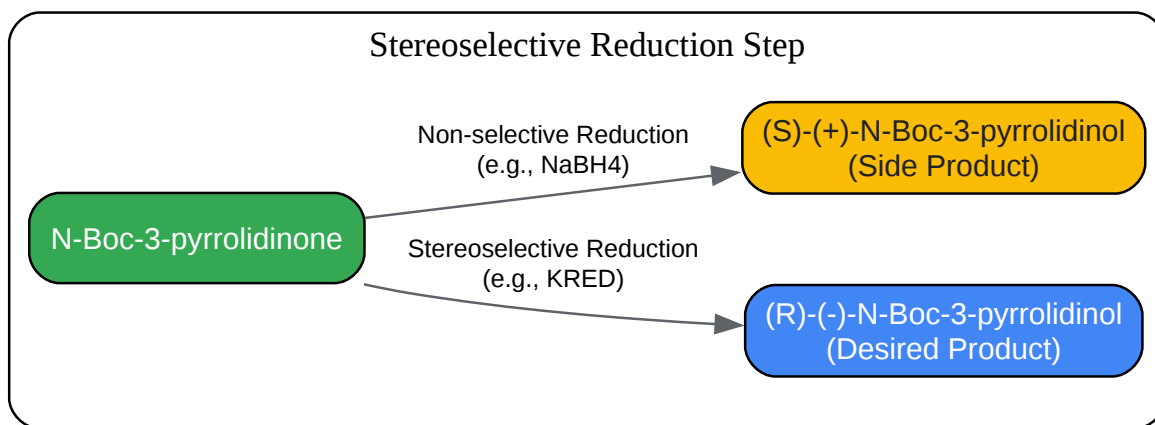 Stereoselective Reduction Step
Non-selective Reduction
(e.g., NaBH4)
(S)-(+)-N-Boc-3-pyrrolidinol
(Side Product)
N-Boc-3-pyrrolidinone
Stereoselective Reduction
(e.g., KRED)
(R)-(-)-N-Boc-3-pyrrolidinol
(Desired Product)